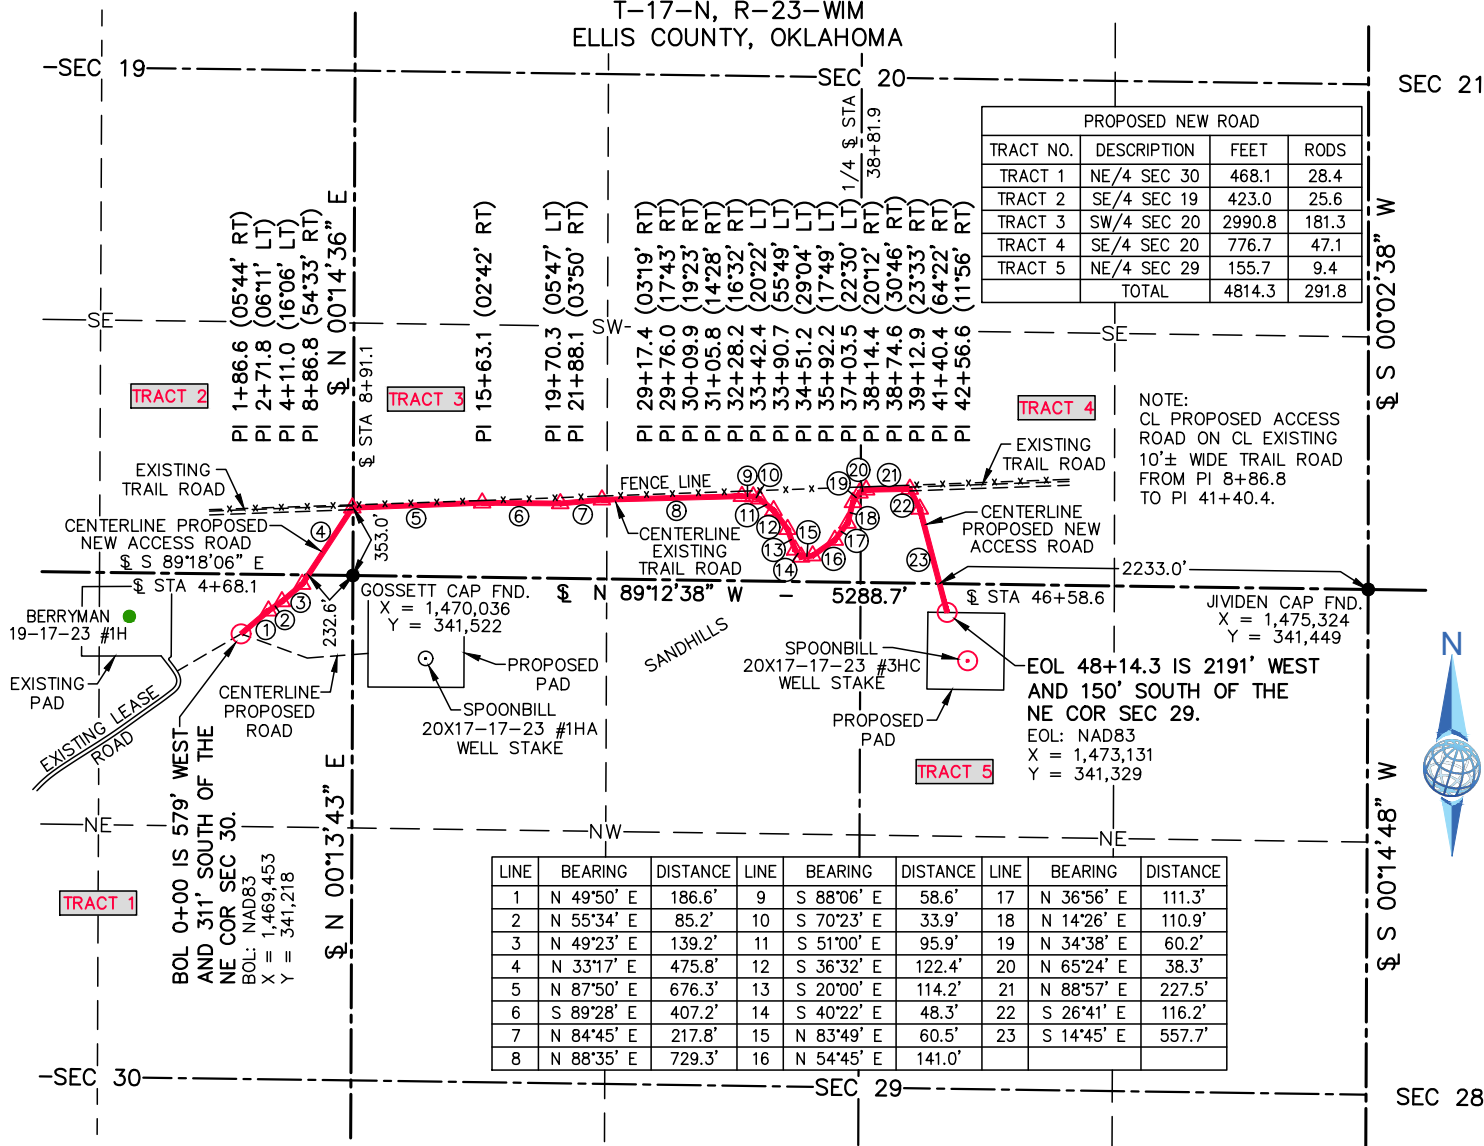 T-17-N, R-23-WIM
ELLIS COUNTY, OKLAHOMA
SEC 19
SEC 20
SEC 21
1/4 ℄ STA
38+81.9
PROPOSED NEW ROAD
TRACT NO. DESCRIPTION FEET RODS
TRACT 1 NE/4 SEC 30 468.1 28.4
TRACT 2 SE/4 SEC 19 423.0 25.6
TRACT 3 SW/4 SEC 20 2990.8 181.3
TRACT 4 SE/4 SEC 20 776.7 47.1
TRACT 5 NE/4 SEC 29 155.7 9.4
TOTAL 4814.3 291.8
PI 1+86.6 (05°44' RT)
PI 2+71.8 (06°11' LT)
PI 4+11.0 (16°06' LT)
PI 8+86.8 (54°33' RT)
℄ N 00°14'36" E
℄ STA 8+91.1
PI 15+63.1 (02°42' RT)
PI 19+70.3 (05°47' LT)
PI 21+88.1 (03°50' RT)
PI 29+17.4 (03°19' RT)
PI 29+76.0 (17°43' RT)
PI 30+09.9 (19°23' RT)
PI 31+05.8 (14°28' RT)
PI 32+28.2 (16°32' RT)
PI 33+42.4 (20°22' LT)
PI 33+90.7 (55°49' LT)
PI 34+51.2 (29°04' LT)
PI 35+92.2 (17°49' LT)
PI 37+03.5 (22°30' LT)
PI 38+14.4 (20°12' RT)
PI 38+74.6 (30°46' RT)
PI 39+12.9 (23°33' RT)
PI 41+40.4 (64°22' RT)
PI 42+56.6 (11°56' RT)
℄ S 00°02'38" W
SE
SW
SE
TRACT 2
TRACT 3
TRACT 4
NOTE:
CL PROPOSED ACCESS
ROAD ON CL EXISTING
10'± WIDE TRAIL ROAD
FROM PI 8+86.8
TO PI 41+40.4.
EXISTING
TRAIL ROAD
EXISTING
TRAIL ROAD
FENCE LINE
CENTERLINE PROPOSED
NEW ACCESS ROAD
CENTERLINE
EXISTING
TRAIL ROAD
CENTERLINE
PROPOSED NEW
ACCESS ROAD
1
2
3
4
5
6
7
8
9
10
11
12
13
14
15
16
17
18
19
20
21
22
23
353.0'
232.6'
℄ S 89°18'06" E
℄ STA 4+68.1
℄ N 89°12'38" W – 5288.7'
2233.0'
℄ STA 46+58.6
GOSSETT CAP FND.
X = 1,470,036
Y = 341,522
JIVIDEN CAP FND.
X = 1,475,324
Y = 341,449
BERRYMAN
19-17-23 #1H
EXISTING
PAD
EXISTING LEASE
ROAD
CENTERLINE
PROPOSED
ROAD
PROPOSED
PAD
SPOONBILL
20X17-17-23 #1HA
WELL STAKE
SANDHILLS
SPOONBILL
20X17-17-23 #3HC
WELL STAKE
PROPOSED
PAD
EOL 48+14.3 IS 2191' WEST
AND 150' SOUTH OF THE
NE COR SEC 29.
EOL: NAD83
X = 1,473,131
Y = 341,329
N
TRACT 5
BOL 0+00 IS 579' WEST
AND 311' SOUTH OF THE
NE COR SEC 30.
BOL: NAD83
X = 1,469,453
Y = 341,218
℄ N 00°13'43" E
℄ S 00°14'48" W
NE
NW
NE
TRACT 1
LINE BEARING DISTANCE LINE BEARING DISTANCE LINE BEARING DISTANCE
1 N 49°50' E 186.6' 9 S 88°06' E 58.6' 17 N 36°56' E 111.3'
2 N 55°34' E 85.2' 10 S 70°23' E 33.9' 18 N 14°26' E 110.9'
3 N 49°23' E 139.2' 11 S 51°00' E 95.9' 19 N 34°38' E 60.2'
4 N 33°17' E 475.8' 12 S 36°32' E 122.4' 20 N 65°24' E 38.3'
5 N 87°50' E 676.3' 13 S 20°00' E 114.2' 21 N 88°57' E 227.5'
6 S 89°28' E 407.2' 14 S 40°22' E 48.3' 22 S 26°41' E 116.2'
7 N 84°45' E 217.8' 15 N 83°49' E 60.5' 23 S 14°45' E 557.7'
8 N 88°35' E 729.3' 16 N 54°45' E 141.0'
SEC 30
SEC 29
SEC 28